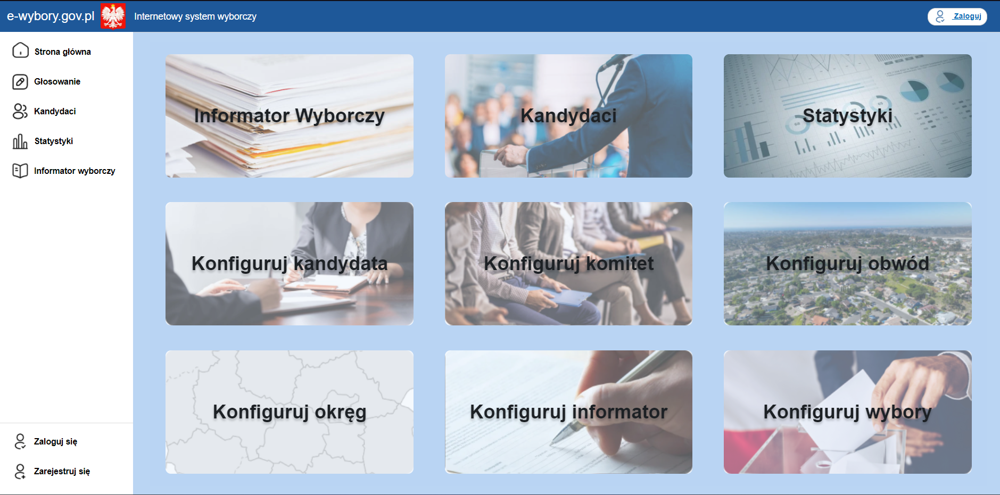 e-wybory.gov.pl
Internetowy system wyborczy
Zaloguj
Strona główna
Głosowanie
Kandydaci
Statystyki
Informator wyborczy
Zaloguj się
Zarejestruj się
Informator Wyborczy
Kandydaci
Statystyki
Konfiguruj kandydata
Konfiguruj komitet
Konfiguruj obwód
Konfiguruj okręg
Konfiguruj informator
Konfiguruj wybory